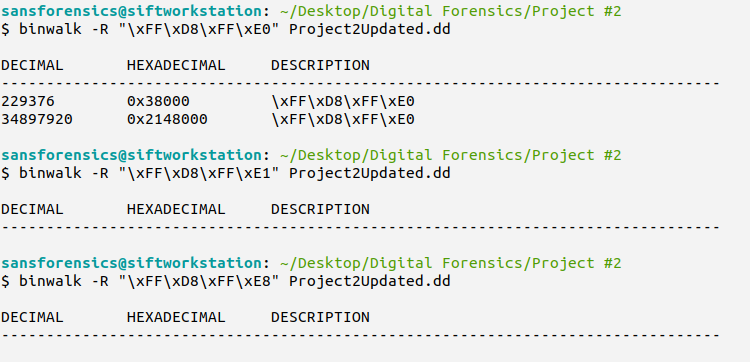 sansforensics@siftworkstation: ~/Desktop/Digital Forensics/Project #2
$ binwalk -R "\xFF\xD8\xFF\xE0" Project2Updated.dd
DECIMAL       HEXADECIMAL     DESCRIPTION
--------------------------------------------------------------------------------
229376        0x38000         \xFF\xD8\xFF\xE0
34897920      0x2148000       \xFF\xD8\xFF\xE0
sansforensics@siftworkstation: ~/Desktop/Digital Forensics/Project #2
$ binwalk -R "\xFF\xD8\xFF\xE1" Project2Updated.dd
DECIMAL       HEXADECIMAL     DESCRIPTION
--------------------------------------------------------------------------------
sansforensics@siftworkstation: ~/Desktop/Digital Forensics/Project #2
$ binwalk -R "\xFF\xD8\xFF\xE8" Project2Updated.dd
DECIMAL       HEXADECIMAL     DESCRIPTION
--------------------------------------------------------------------------------